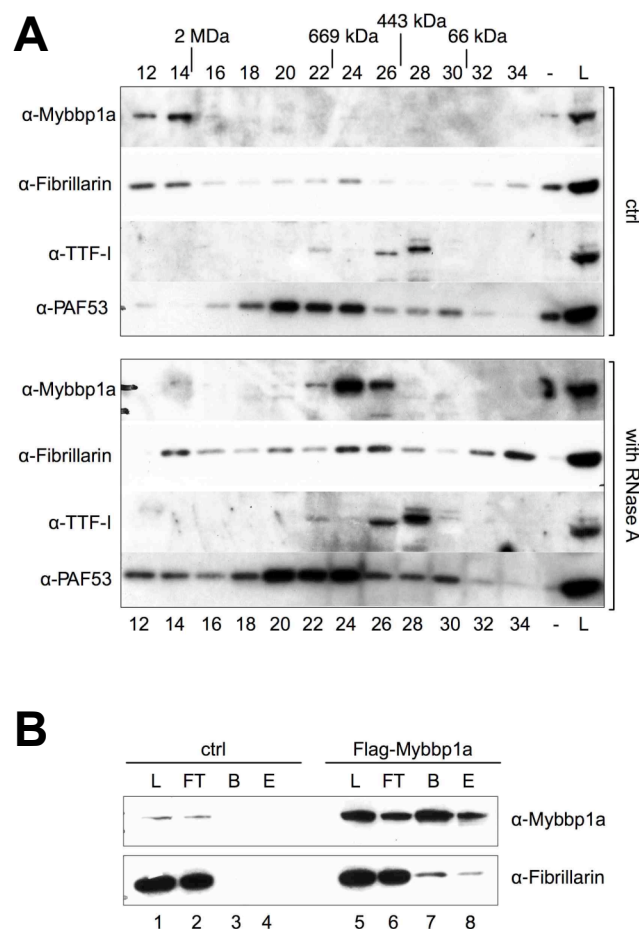 A
2 MDa 669 kDa 443 kDa 66 kDa
12 14 16 18 20 22 24 26 28 30 32 34 - L
α-Mybbp1a
α-Fibrillarin
α-TTF-I
α-PAF53
ctrl
α-Mybbp1a
α-Fibrillarin
α-TTF-I
α-PAF53
with RNase A
12 14 16 18 20 22 24 26 28 30 32 34 - L
B
ctrl Flag-Mybbp1a
L FT B E L FT B E
α-Mybbp1a
α-Fibrillarin
1 2 3 4 5 6 7 8